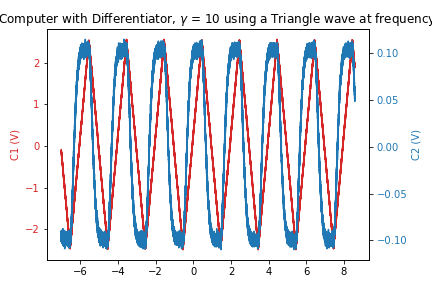 Computer with Differentiator, γ = 10 using a Triangle wave at frequency
C1 (V)
C2 (V)
2
1
0
−1
−2
0.10
0.05
0.00
−0.05
−0.10
−6 −4 −2 0 2 4 6 8